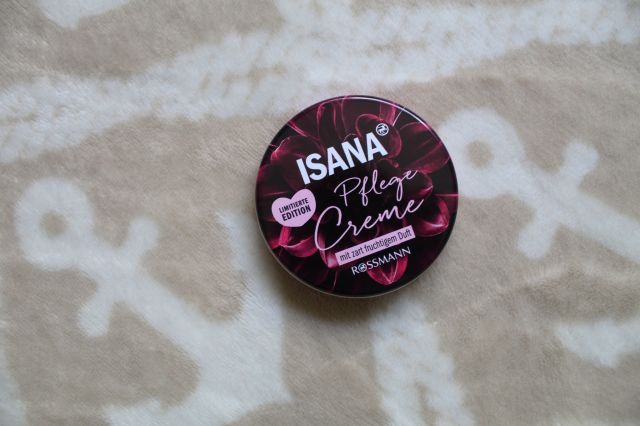 ISANA
Pflege
Creme
LIMITIERTE
EDITION
mit zart fruchtigem Duft
ROSSMANN